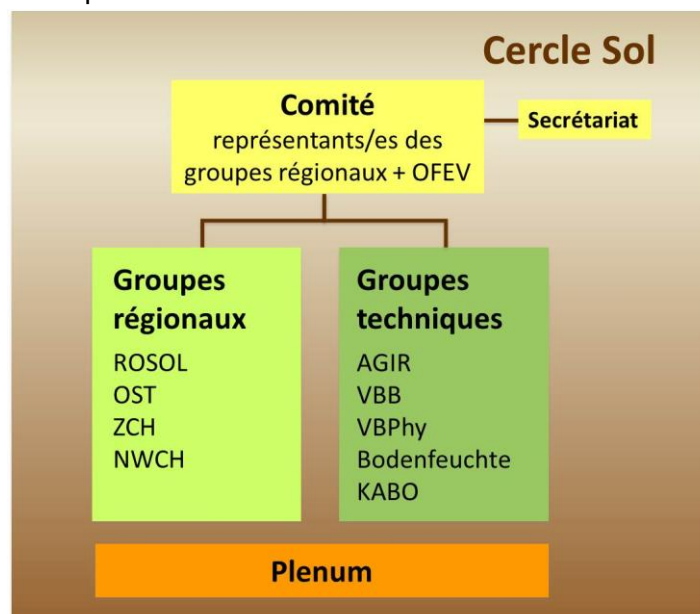 Cercle Sol
Comité
représentants/es des
groupes régionaux + OFEV
Secrétariat
Groupes
régionaux
ROSOL
OST
ZCH
NWCH
Groupes
techniques
AGIR
VBB
VBPhy
Bodenfeuchte
KABO
Plenum